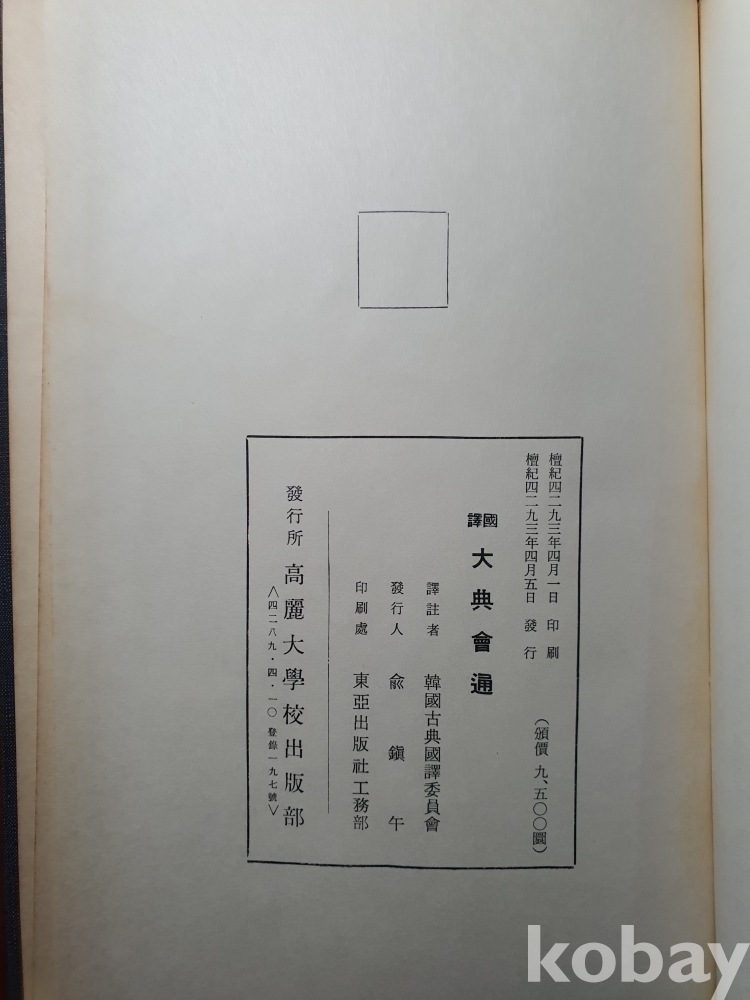 檀紀四二九三年四月一日 印刷
檀紀四二九三年四月五日 發行
（頒價 九、五〇〇圜）
國譯 大典會通
譯註者 韓國古典國譯委員會
發行人 兪鎭午
印刷處 東亞出版社工務部
發行所 高麗大學校出版部
＜四二八九・四・一〇 登錄一九七號＞
kobay